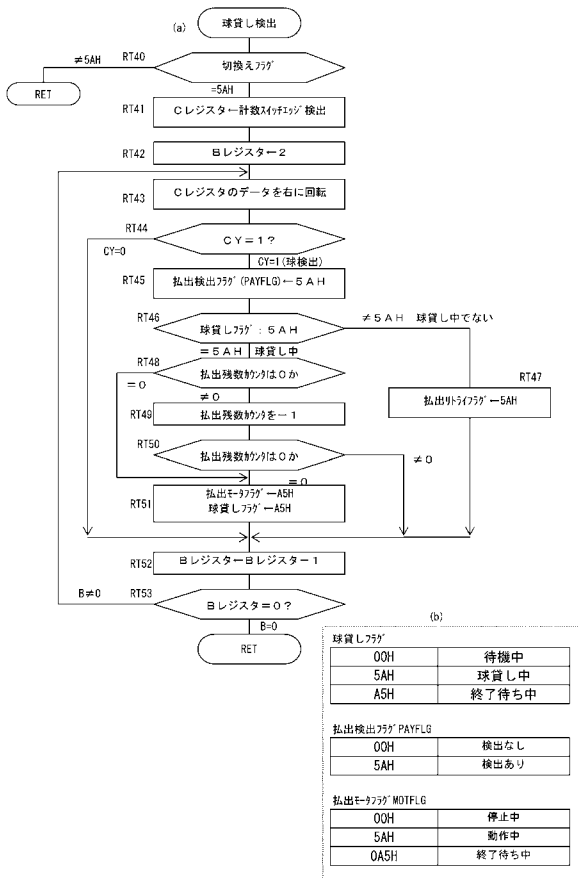 (a)
球貸し検出
RT40
切換えフラグ
≠5AH
RET
=5AH
RT41
Cレジスタ←計数スイッチエッジ検出
RT42
Bレジスタ←2
RT43
Cレジスタのデータを右に回転
RT44
CY=1?
CY=0
CY=1(球検出)
RT45
払出検出フラグ(PAYFLG)←5AH
RT46
球貸しフラグ:5AH
≠5AH 球貸し中でない
=5AH 球貸し中
RT47
払出リトライフラグ←5AH
RT48
払出残数カウンタは0か
=0
≠0
RT49
払出残数カウンタを-1
RT50
払出残数カウンタは0か
≠0
=0
RT51
払出モータフラグ←A5H
球貸しフラグ←A5H
RT52
Bレジスタ←Bレジスタ-1
RT53
Bレジスタ=0?
B≠0
B=0
RET
(b)
球貸しフラグ
00H 待機中
5AH 球貸し中
A5H 終了待ち中
払出検出フラグPAYFLG
00H 検出なし
5AH 検出あり
払出モータフラグMOTFLG
00H 停止中
5AH 動作中
0A5H 終了待ち中